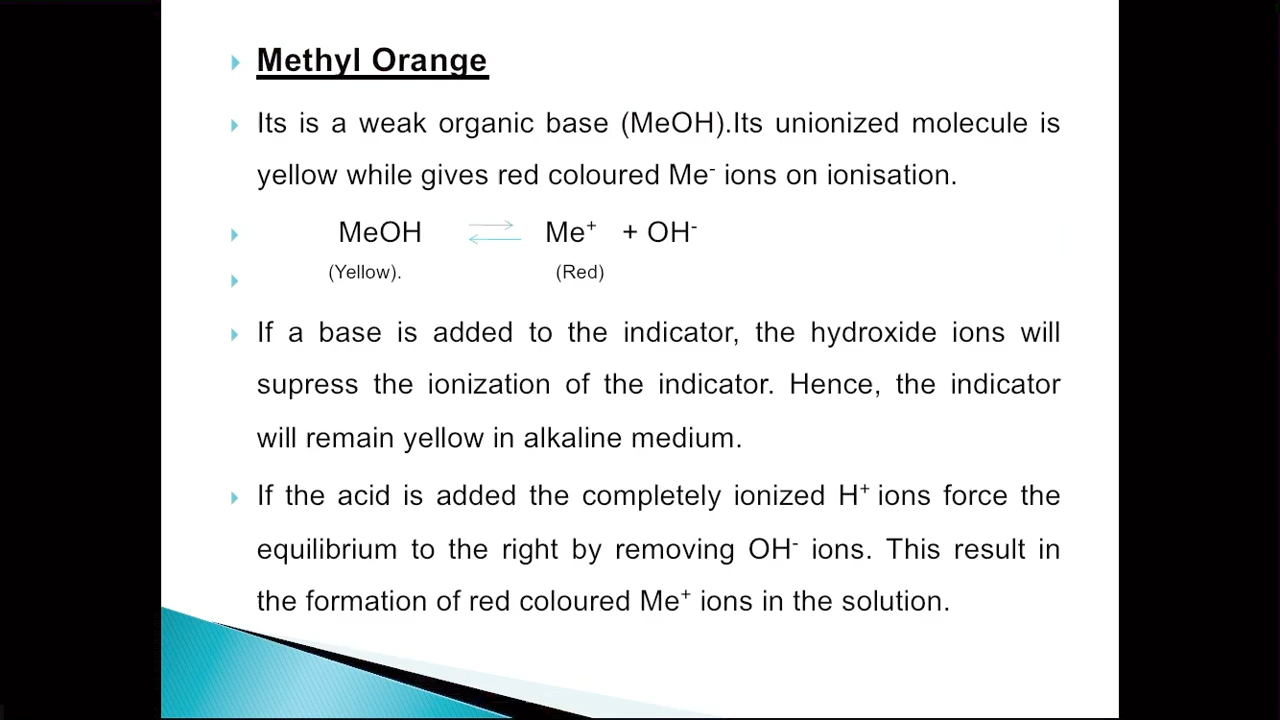 Methyl Orange
Its is a weak organic base (MeOH).Its unionized molecule is
yellow while gives red coloured Me⁻ ions on ionisation.
MeOH ⇌ Me⁺ + OH⁻
(Yellow). (Red)
If a base is added to the indicator, the hydroxide ions will
supress the ionization of the indicator. Hence, the indicator
will remain yellow in alkaline medium.
If the acid is added the completely ionized H⁺ ions force the
equilibrium to the right by removing OH⁻ ions. This result in
the formation of red coloured Me⁺ ions in the solution.